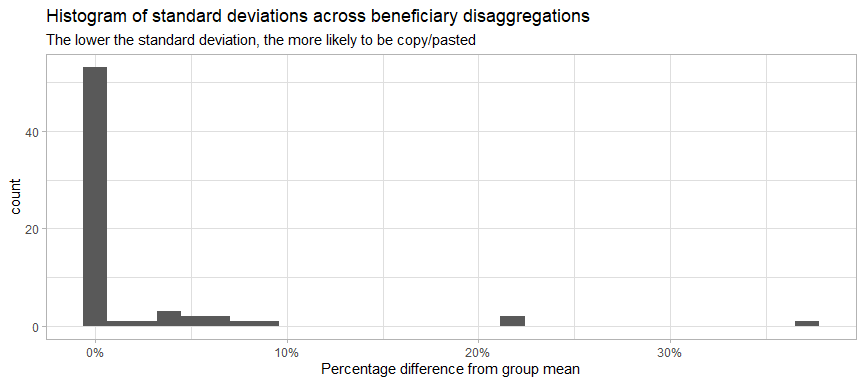 Histogram of standard deviations across beneficiary disaggregations
The lower the standard deviation, the more likely to be copy/pasted
count
40
20
0
0%
10%
20%
30%
Percentage difference from group mean